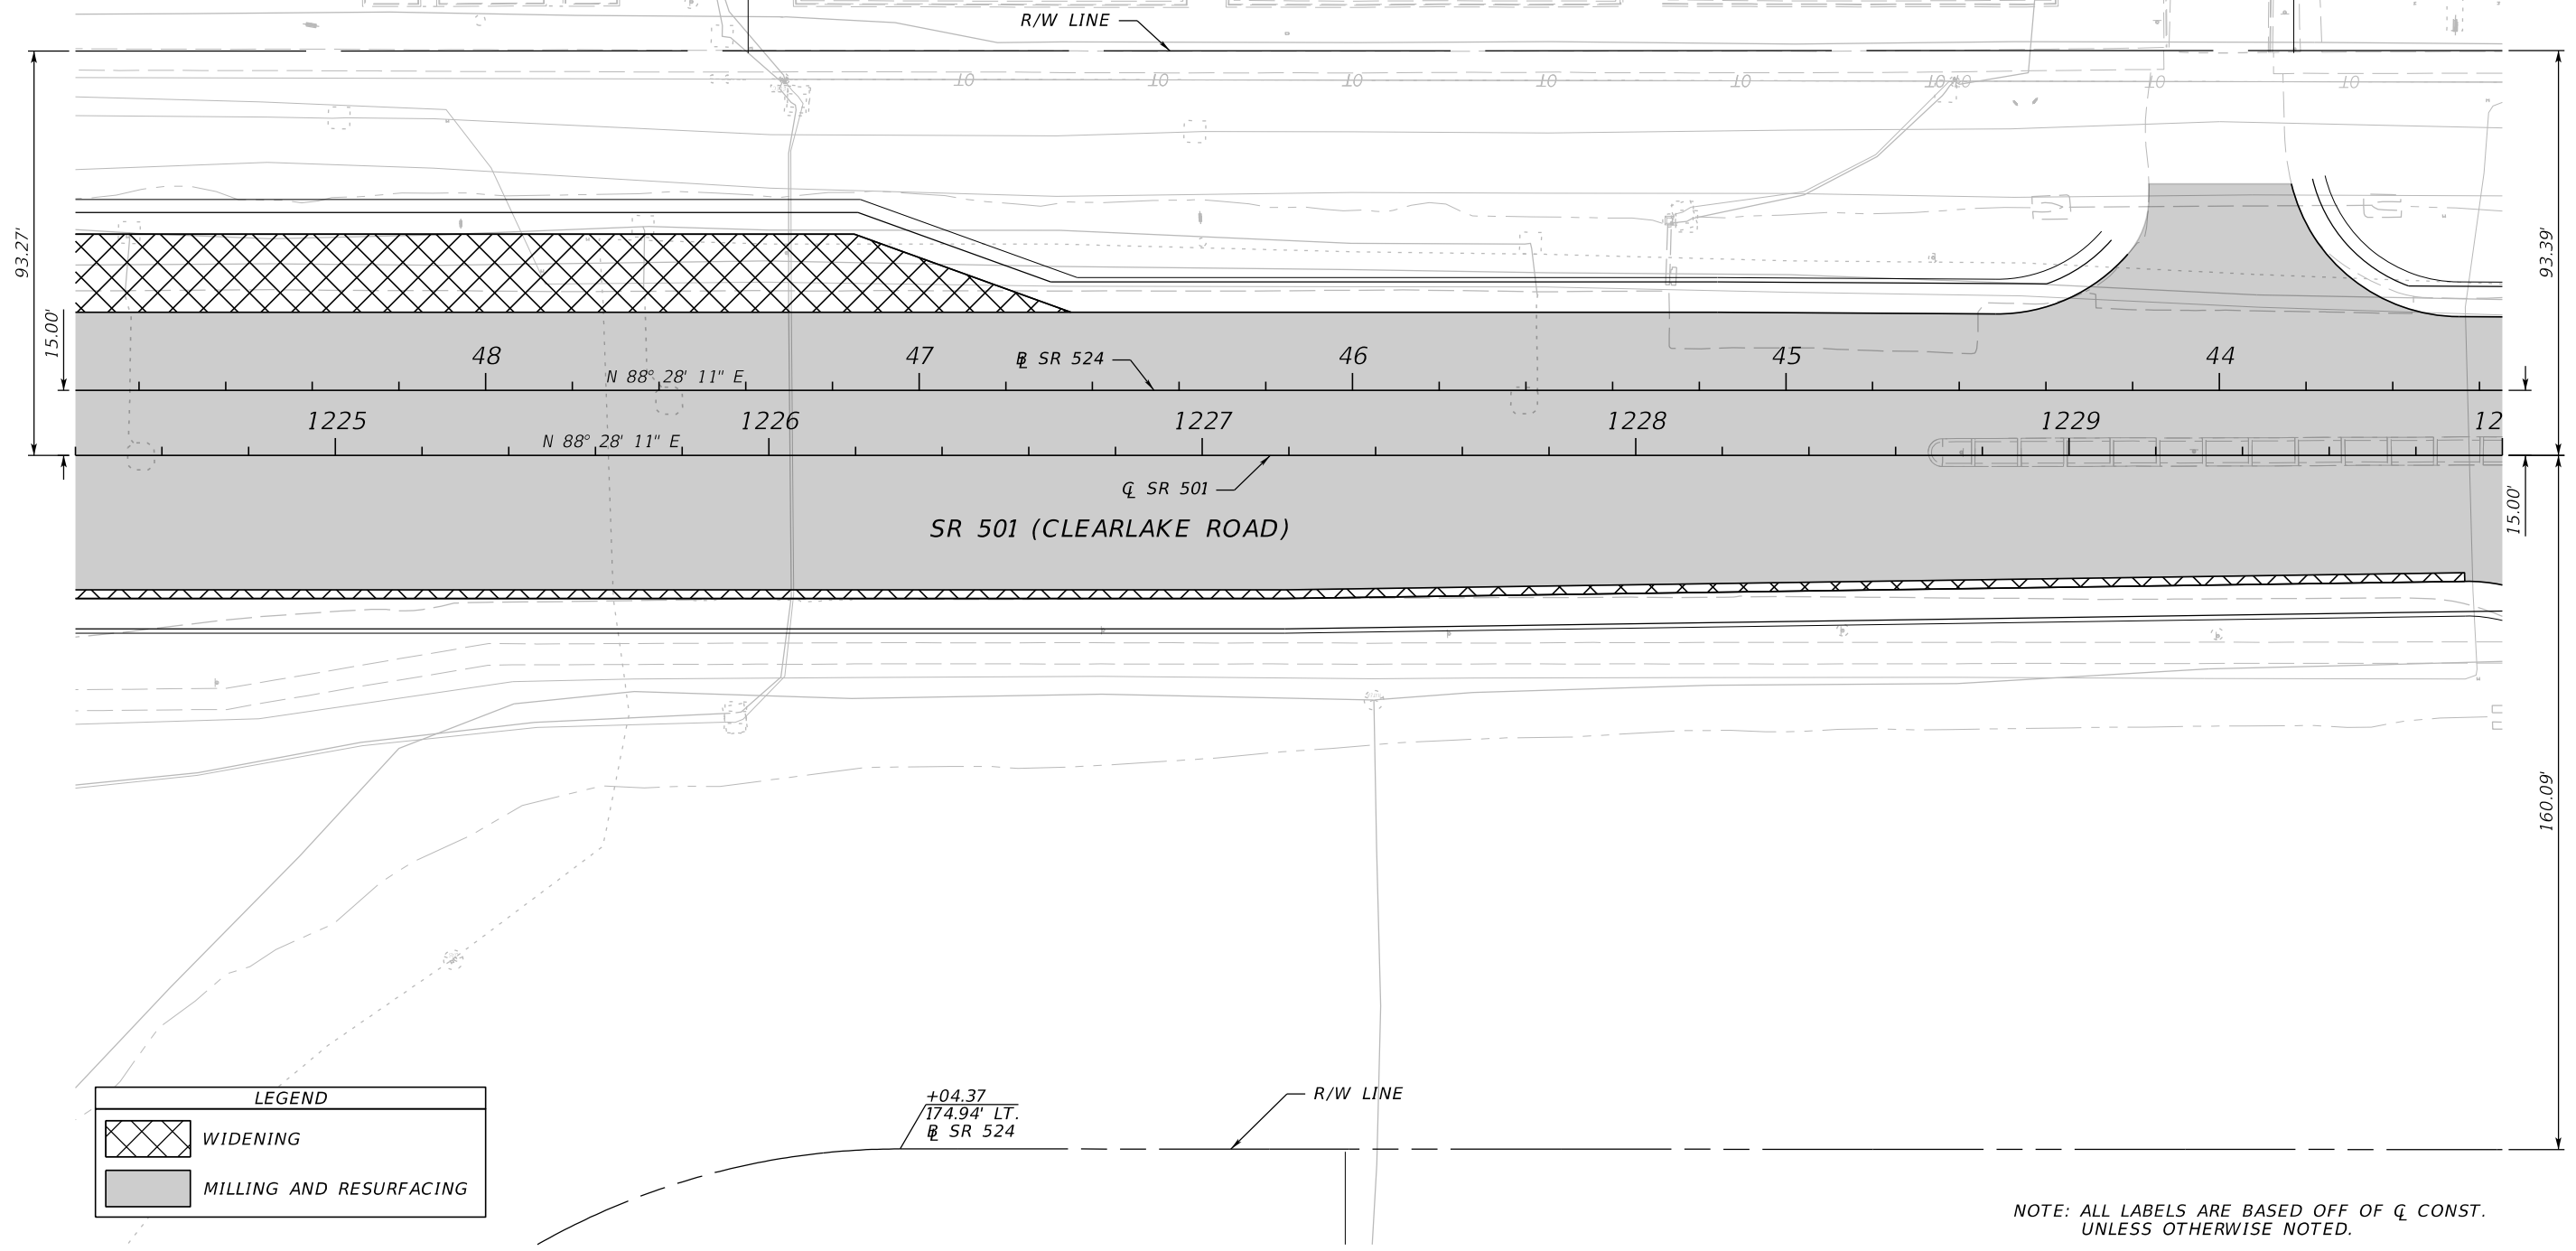 R/W LINE
10 10 10 10 10 10 10 10 10
93.27'
93.39'
15.00'
48 47 46 45 44
℄ SR 524
N 88° 28' 11" E
1225 1226 1227 1228 1229 12
N 88° 28' 11" E
℄ SR 501
15.00'
SR 501 (CLEARLAKE ROAD)
160.09'
LEGEND
WIDENING
MILLING AND RESURFACING
+04.37
174.94' LT.
℄ SR 524
R/W LINE
NOTE: ALL LABELS ARE BASED OFF OF ℄ CONST.
UNLESS OTHERWISE NOTED.